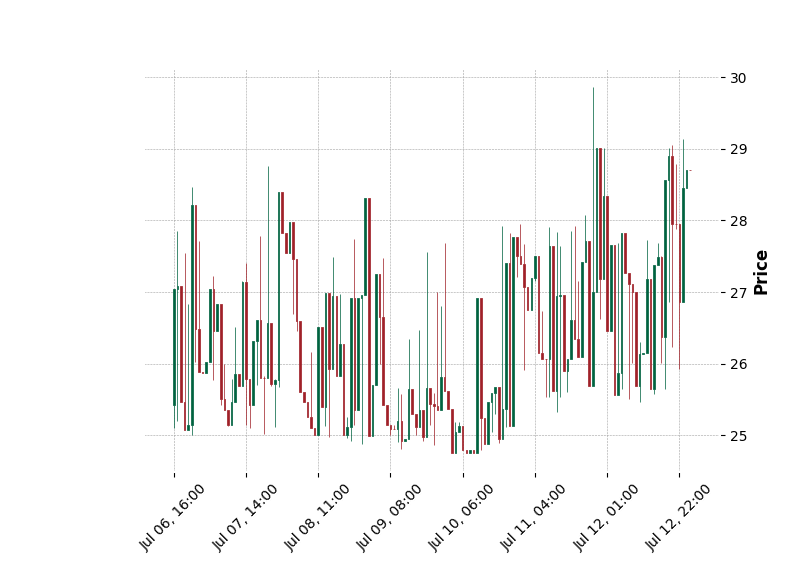 30
29
28
27
26
25
Price
Jul 06, 16:00
Jul 07, 14:00
Jul 08, 11:00
Jul 09, 08:00
Jul 10, 06:00
Jul 11, 04:00
Jul 12, 01:00
Jul 12, 22:00